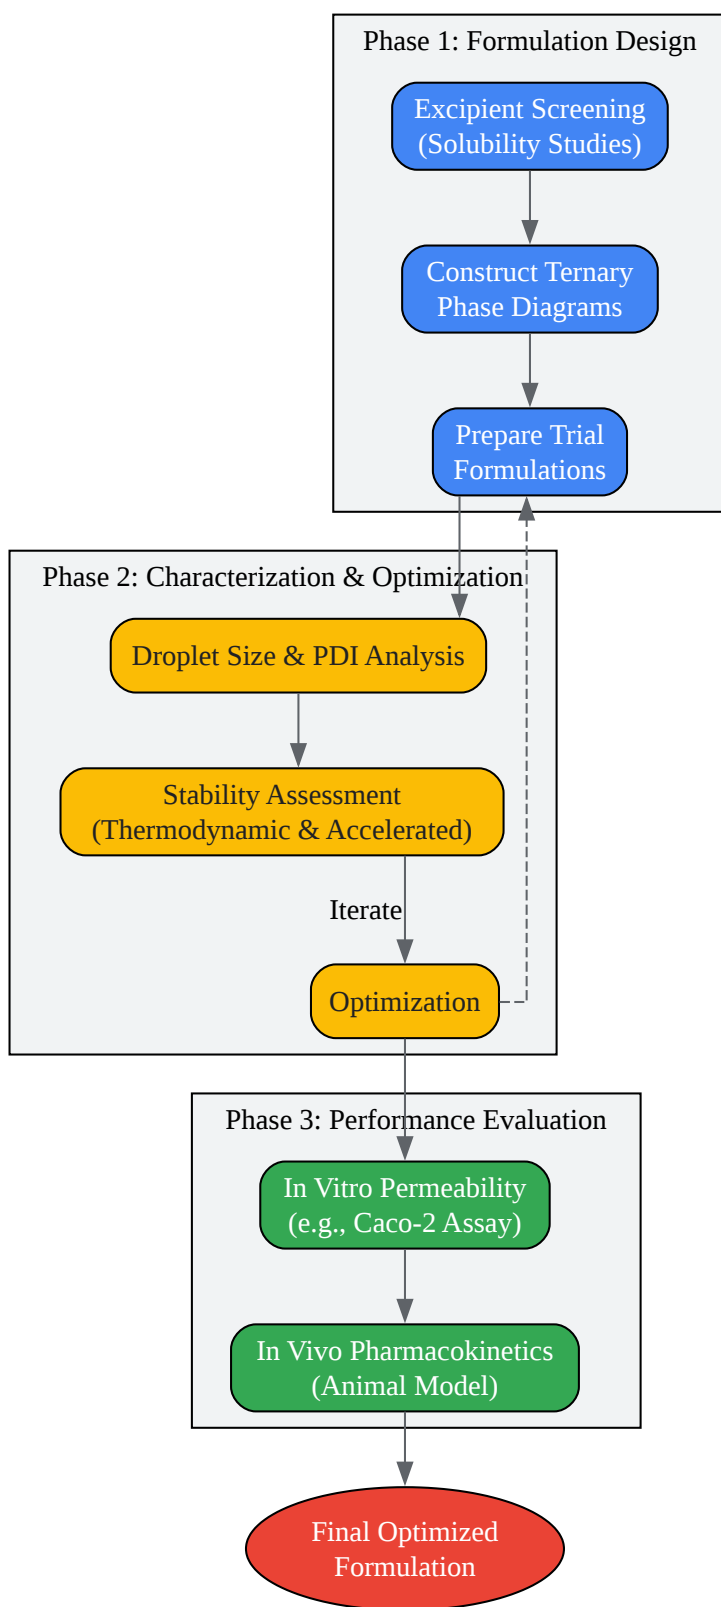 Phase 1: Formulation Design
Excipient Screening
(Solubility Studies)
Construct Ternary
Phase Diagrams
Prepare Trial
Formulations
Phase 2: Characterization & Optimization
Droplet Size & PDI Analysis
Stability Assessment
(Thermodynamic & Accelerated)
Iterate
Optimization
Phase 3: Performance Evaluation
In Vitro Permeability
(e.g., Caco-2 Assay)
In Vivo Pharmacokinetics
(Animal Model)
Final Optimized
Formulation